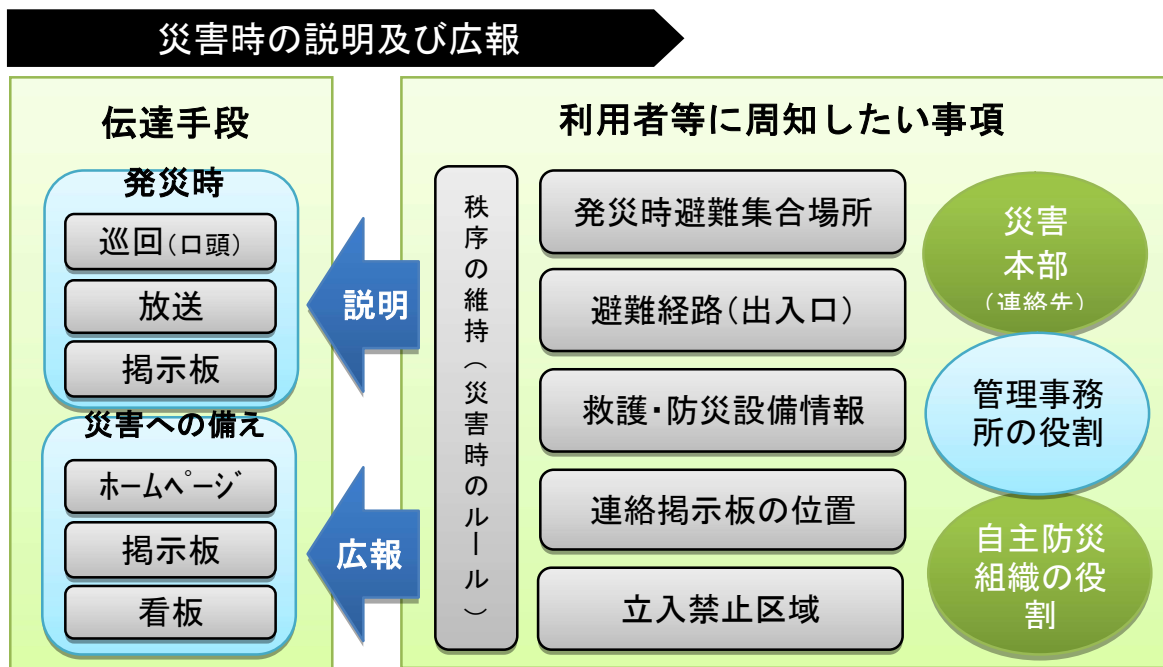 災害時の説明及び広報
伝達手段
発災時
巡回(口頭)
放送
掲示板
災害への備え
ﾎｰﾑﾍﾟｰｼﾞ
掲示板
看板
説明
広報
利用者等に周知したい事項
秩序の維持(災害時のルール)
発災時避難集合場所
避難経路(出入口)
救護・防災設備情報
連絡掲示板の位置
立入禁止区域
災害
本部
(連絡先)
管理事務
所の役割
自主防災
組織の役
割